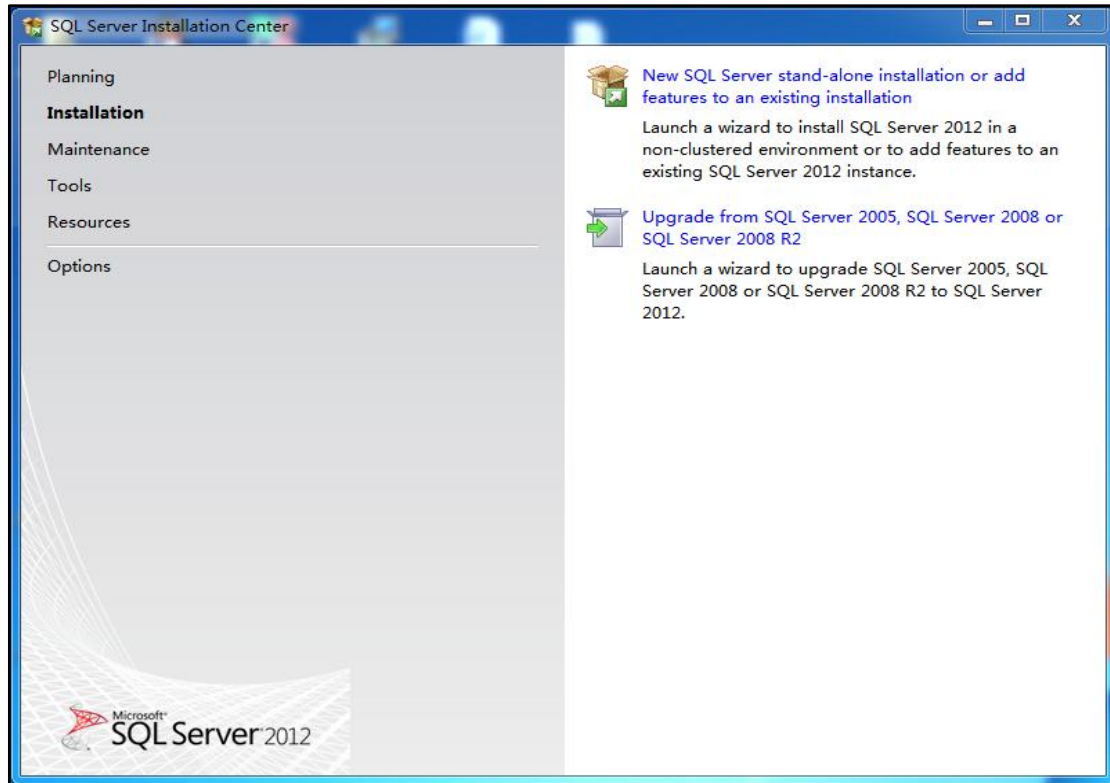 SQL Server Installation Center
Planning
Installation
Maintenance
Tools
Resources
Options
New SQL Server stand-alone installation or add
features to an existing installation
Launch a wizard to install SQL Server 2012 in a
non-clustered environment or to add features to an
existing SQL Server 2012 instance.
Upgrade from SQL Server 2005, SQL Server 2008 or
SQL Server 2008 R2
Launch a wizard to upgrade SQL Server 2005, SQL
Server 2008 or SQL Server 2008 R2 to SQL Server
2012.
Microsoft®
SQL Server®2012